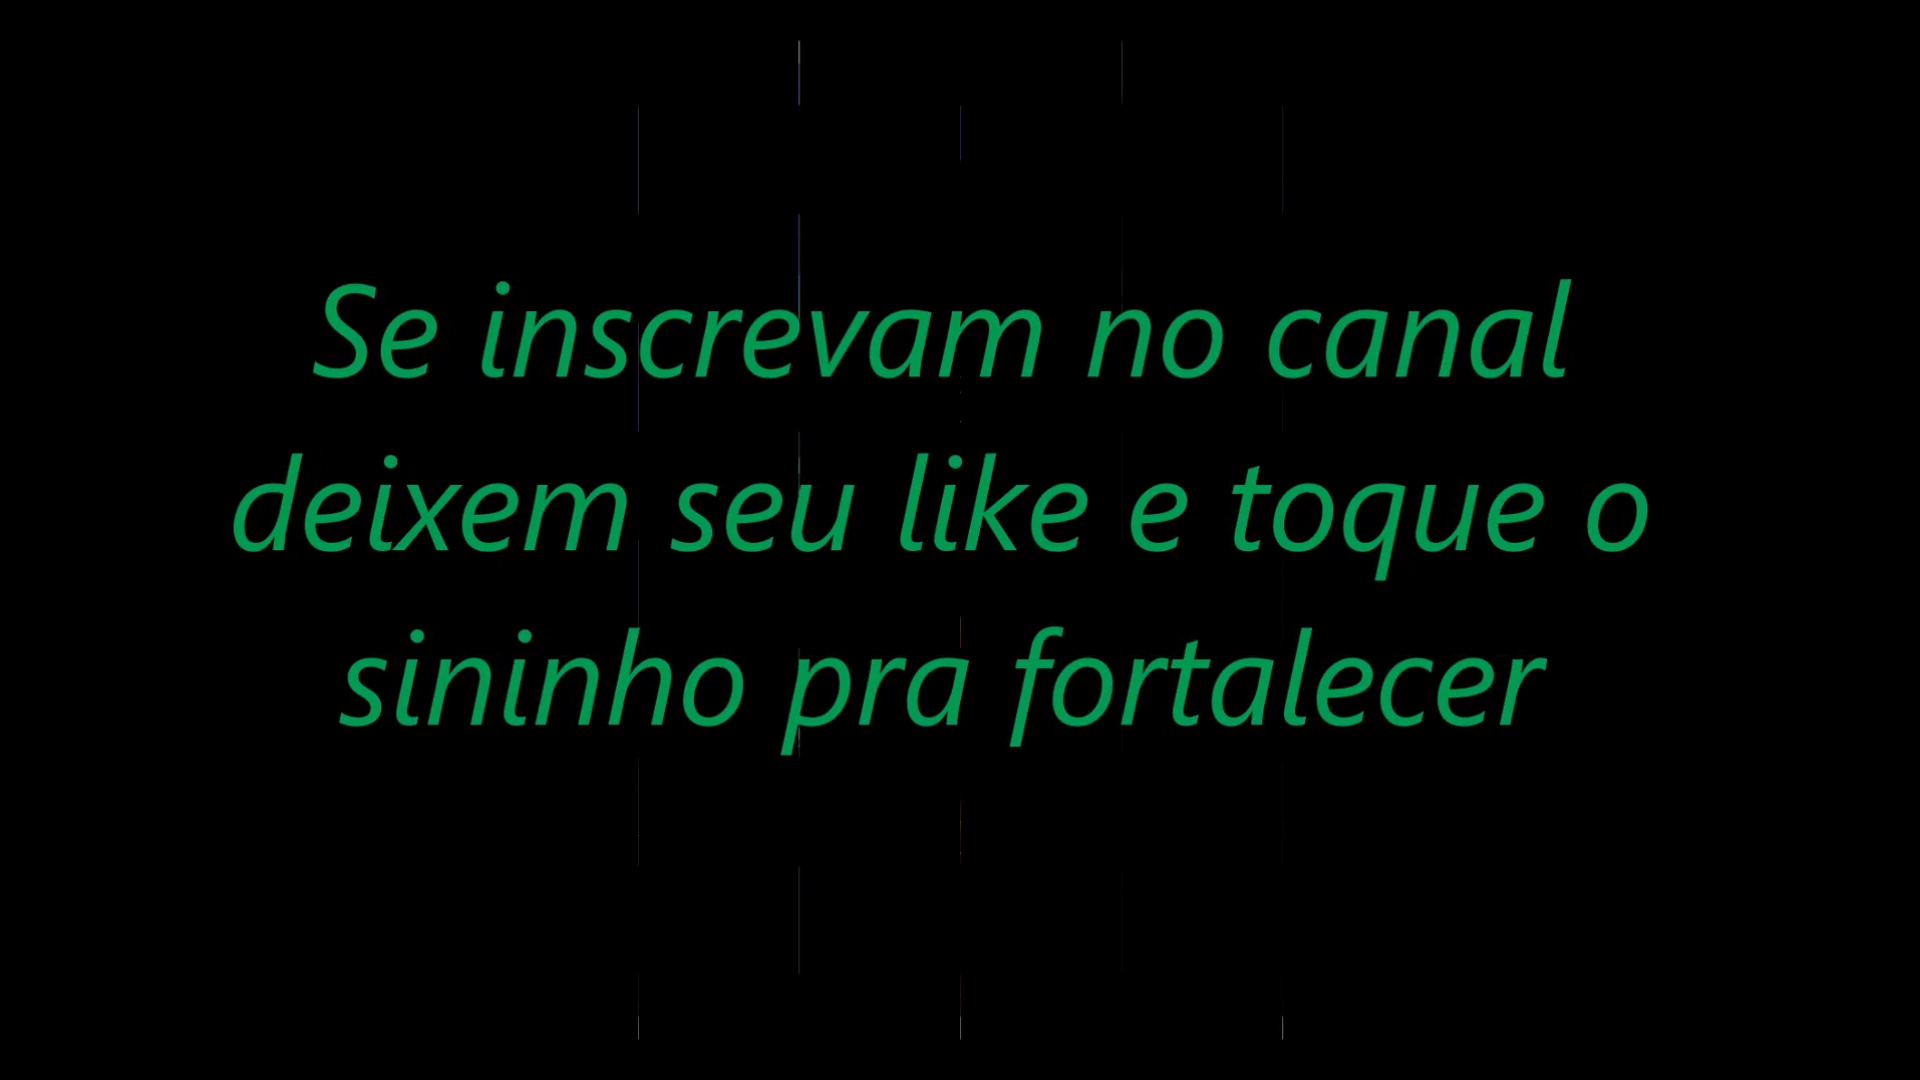 Se inscrevam no canal
deixem seu like e toque o
sininho pra fortalecer